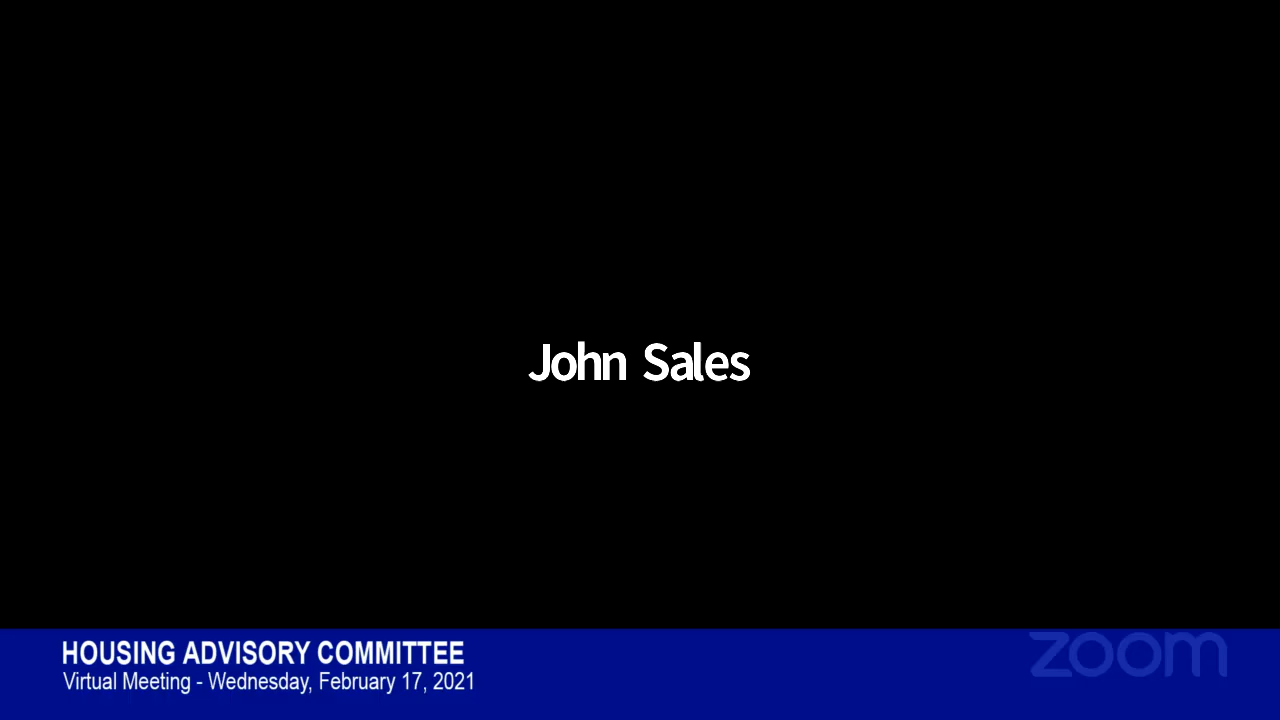 John Sales
HOUSING ADVISORY COMMITTEE
Virtual Meeting - Wednesday, February 17, 2021
zoom